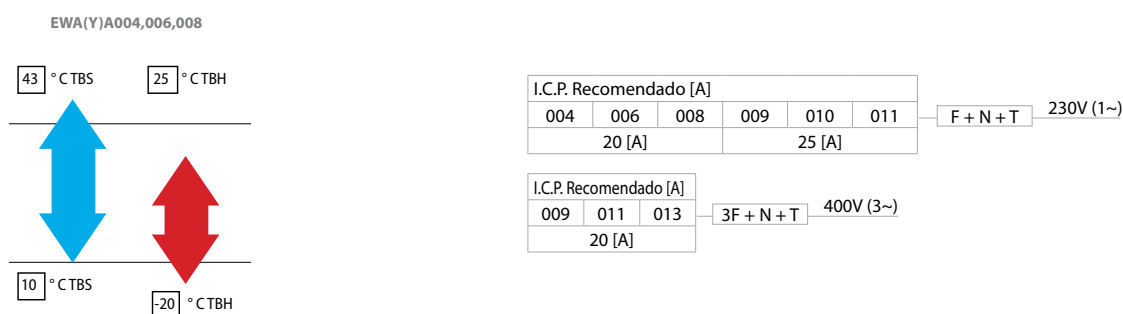 EWA(Y)A004,006,008
43 °C TBS 25 °C TBH
10 °C TBS
-20 °C TBH
I.C.P. Recomendado [A]
004 006 008 009 010 011
20 [A] 25 [A]
F + N + T 230V (1~)
I.C.P. Recomendado [A]
009 011 013
20 [A]
3F + N + T 400V (3~)